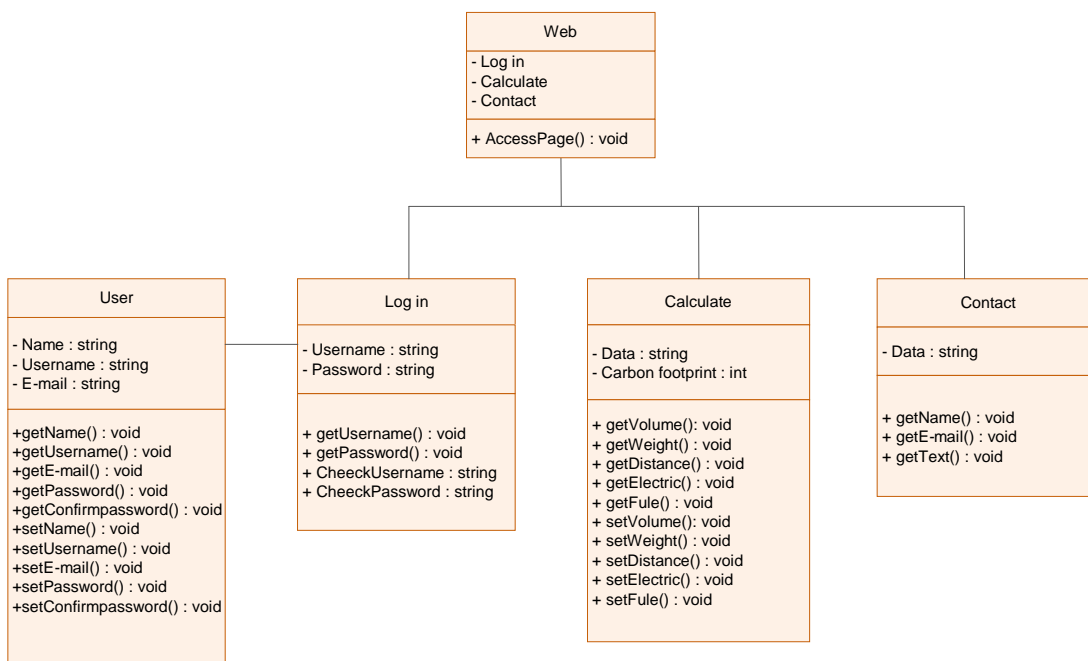 Web
- Log in
- Calculate
- Contact
+ AccessPage() : void
User
- Name : string
- Username : string
- E-mail : string
+getName() : void
+getUsername() : void
+getE-mail() : void
+getPassword() : void
+getConfirmpassword() : void
+setName() : void
+setUsername() : void
+setE-mail() : void
+setPassword() : void
+setConfirmpassword() : void
Log in
- Username : string
- Password : string
+ getUsername() : void
+ getPassword() : void
+ CheeckUsername : string
+ CheeckPassword : string
Calculate
- Data : string
- Carbon footprint : int
+ getVolume(): void
+ getWeight() : void
+ getDistance() : void
+ getElectric() : void
+ getFule() : void
+ setVolume(): void
+ setWeight() : void
+ setDistance() : void
+ setElectric() : void
+ setFule() : void
Contact
- Data : string
+ getName() : void
+ getE-mail() : void
+ getText() : void